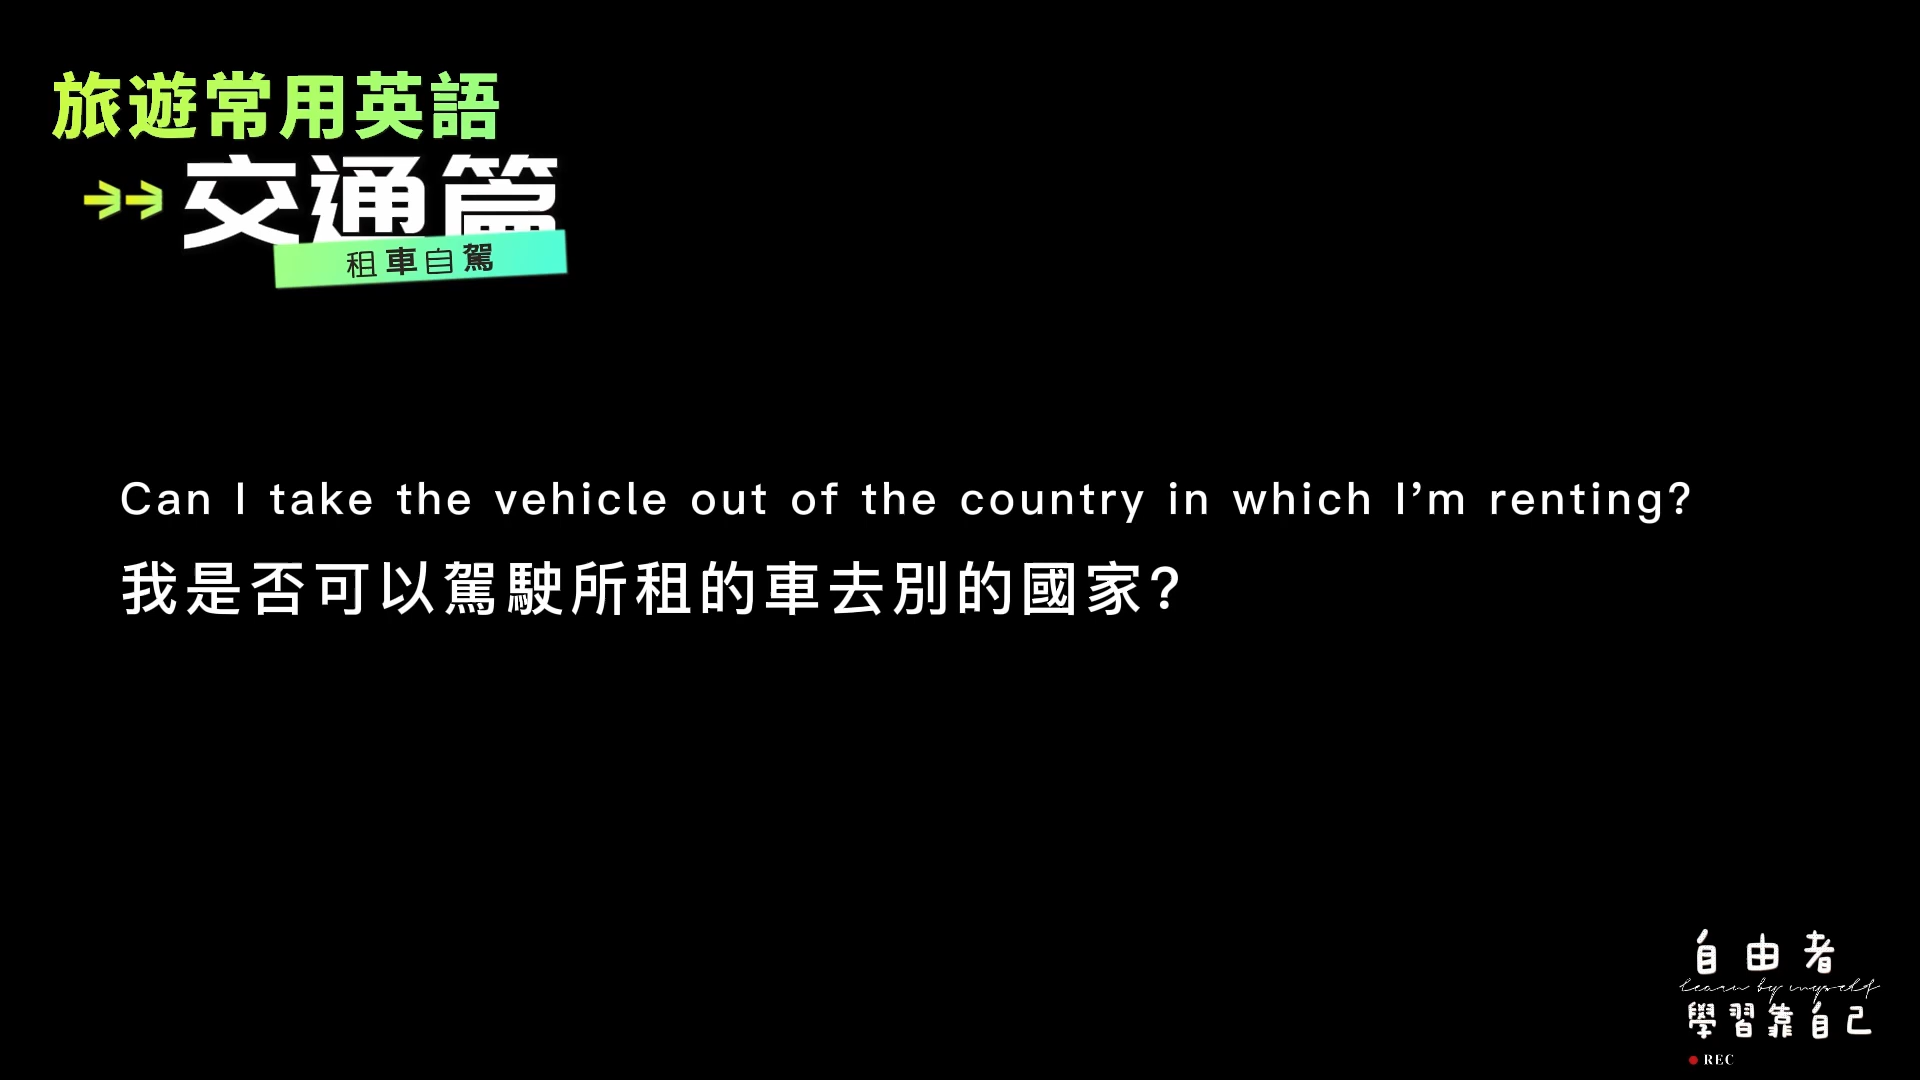 旅遊常用英語
交通篇
租車自駕
Can I take the vehicle out of the country in which I’m renting?
我是否可以駕駛所租的車去別的國家?
自由者
learn by myself
學習靠自己
REC